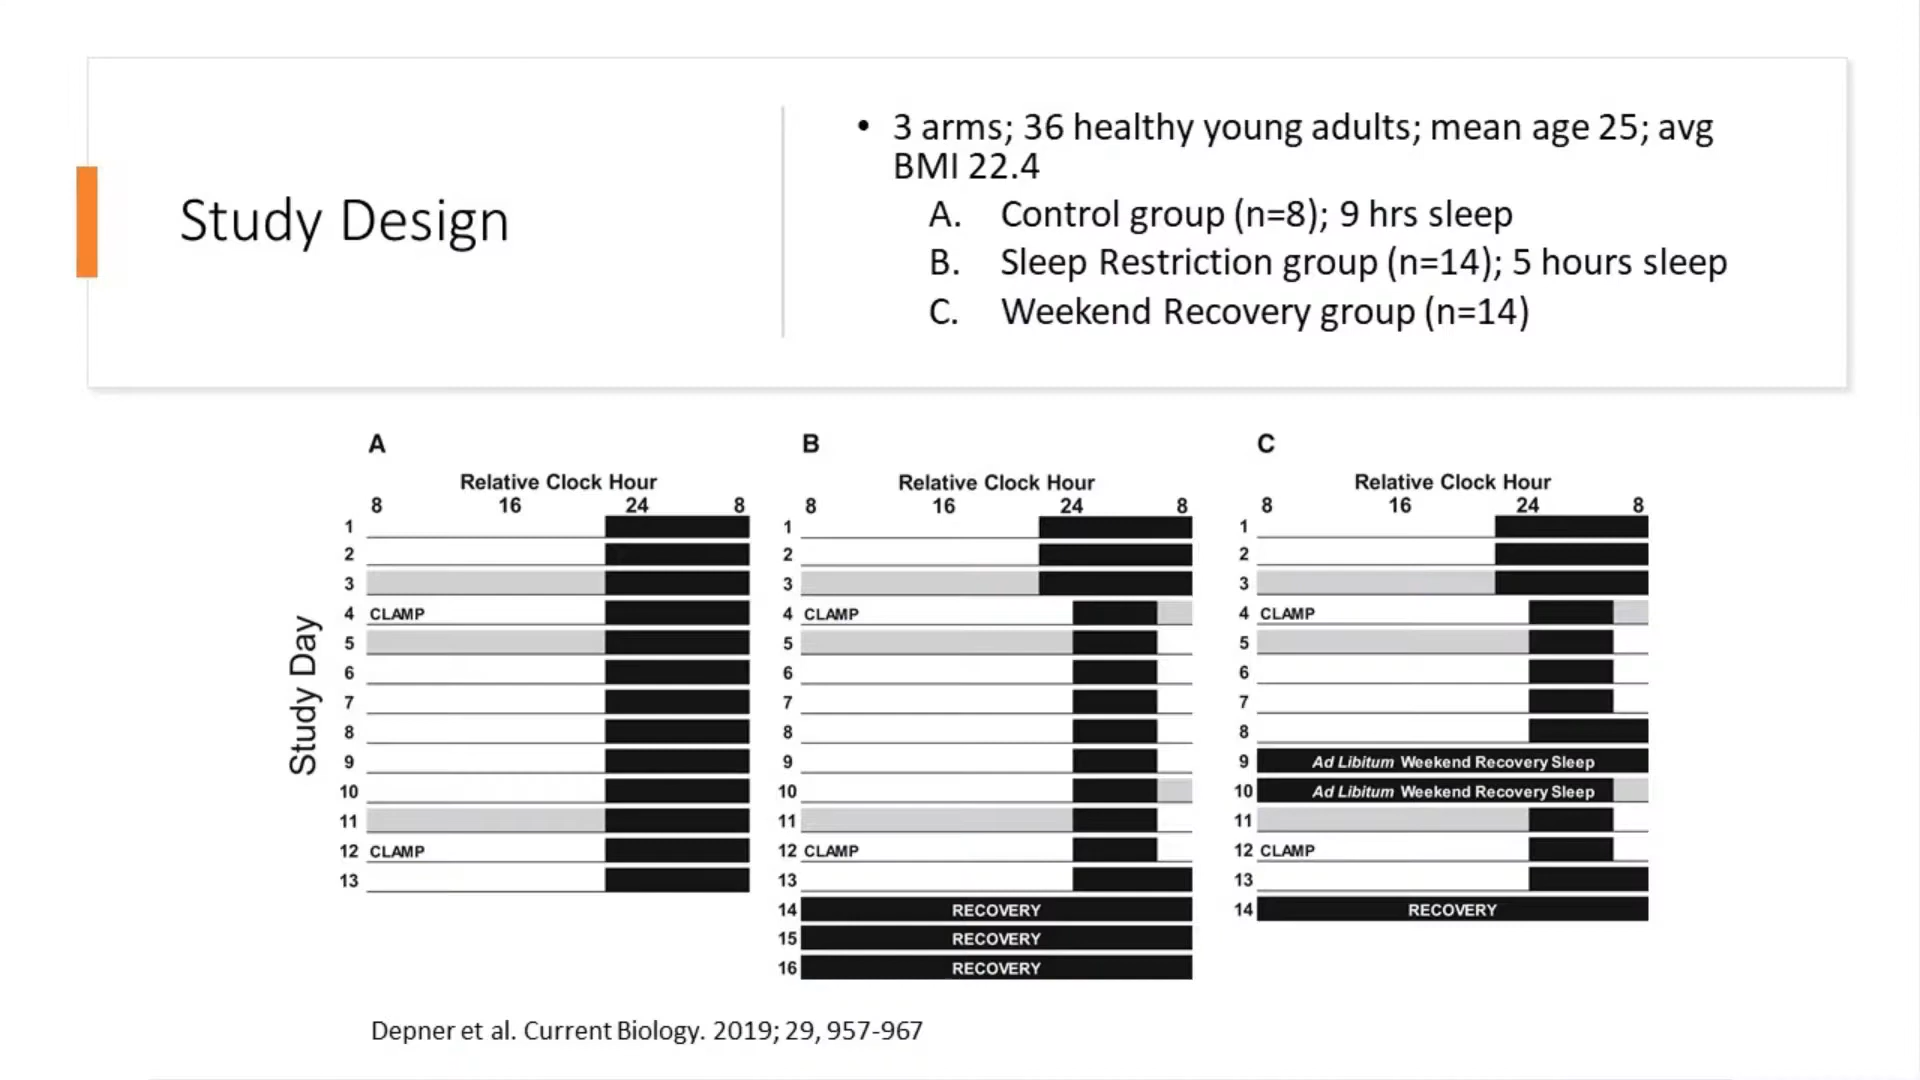 Study Design
• 3 arms; 36 healthy young adults; mean age 25; avg
BMI 22.4
A. Control group (n=8); 9 hrs sleep
B. Sleep Restriction group (n=14); 5 hours sleep
C. Weekend Recovery group (n=14)
A
Relative Clock Hour
8 16 24 8
Study Day
1
2
3
4 CLAMP
5
6
7
8
9
10
11
12 CLAMP
13
B
Relative Clock Hour
8 16 24 8
1
2
3
4 CLAMP
5
6
7
8
9
10
11
12 CLAMP
13
14 RECOVERY
15 RECOVERY
16 RECOVERY
C
Relative Clock Hour
8 16 24 8
1
2
3
4 CLAMP
5
6
7
8
9 Ad Libitum Weekend Recovery Sleep
10 Ad Libitum Weekend Recovery Sleep
11
12 CLAMP
13
14 RECOVERY
Depner et al. Current Biology. 2019; 29, 957-967